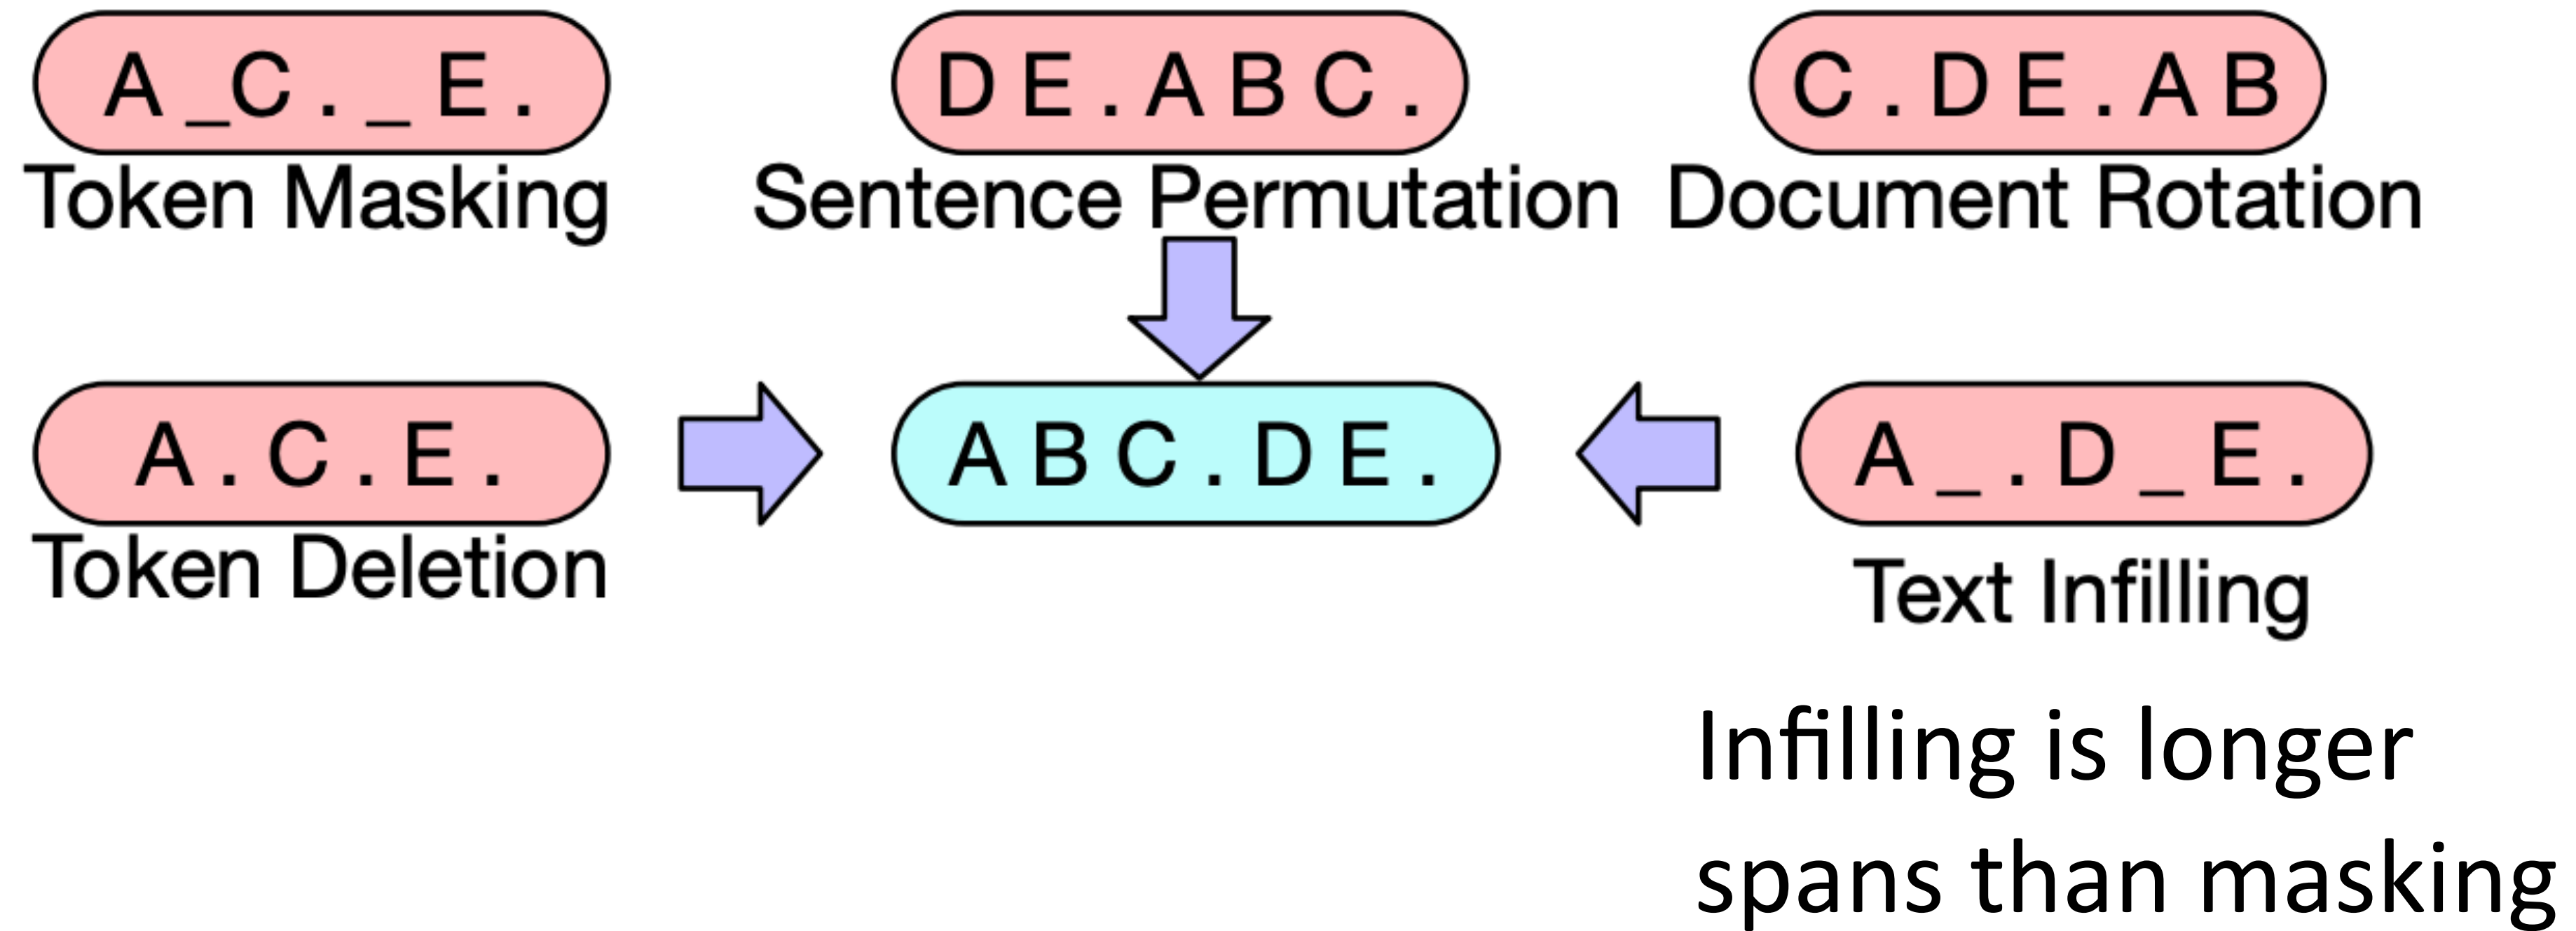 A _ C . _ E .
D E . A B C .
C . D E . A B
Token Masking
Sentence Permutation
Document Rotation
A . C . E .
A B C . D E .
A _ . D _ E .
Token Deletion
Text Infilling
Infilling is longer
spans than masking